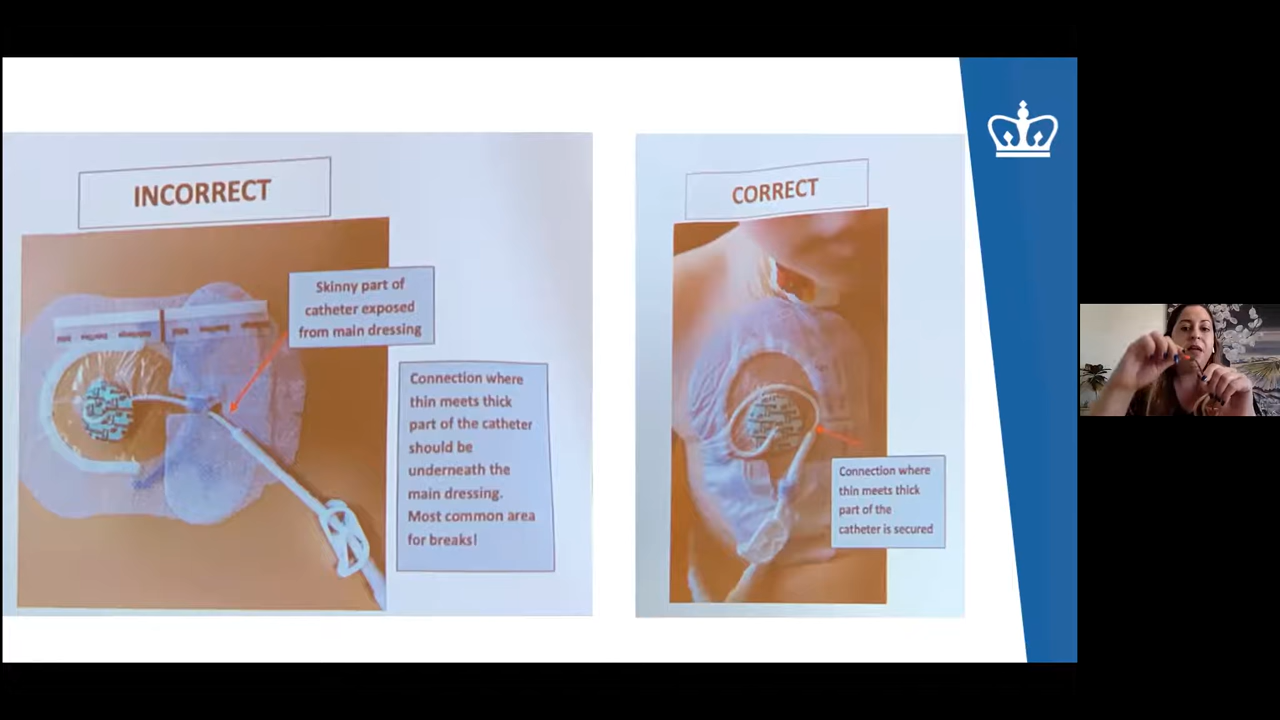 INCORRECT
Skinny part of
catheter exposed
from main dressing
Connection where
thin meets thick
part of the catheter
should be
underneath the
main dressing.
Most common area
for breaks!
CORRECT
Connection where
thin meets thick
part of the
catheter is secured